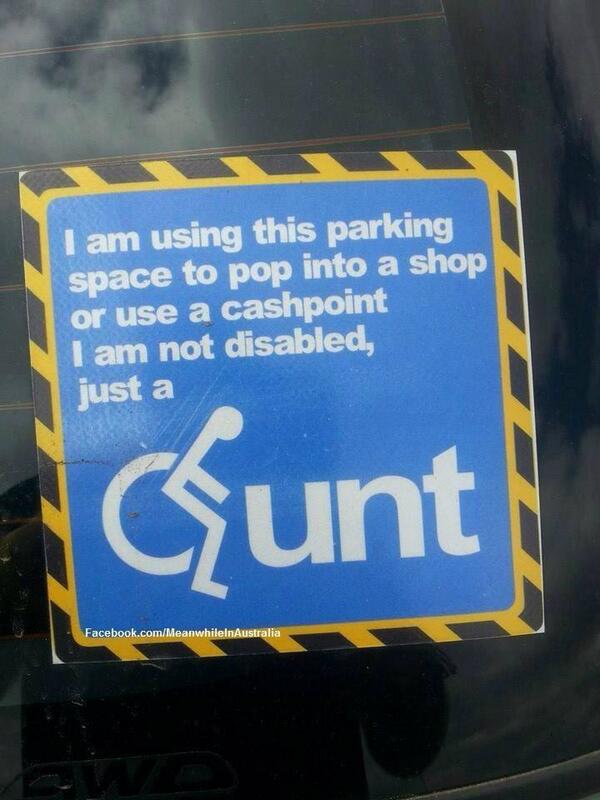 I am using this parking
space to pop into a shop
or use a cashpoint
I am not disabled,
just a
Cunt
Facebook.com/MeanwhileInAustralia
4WD